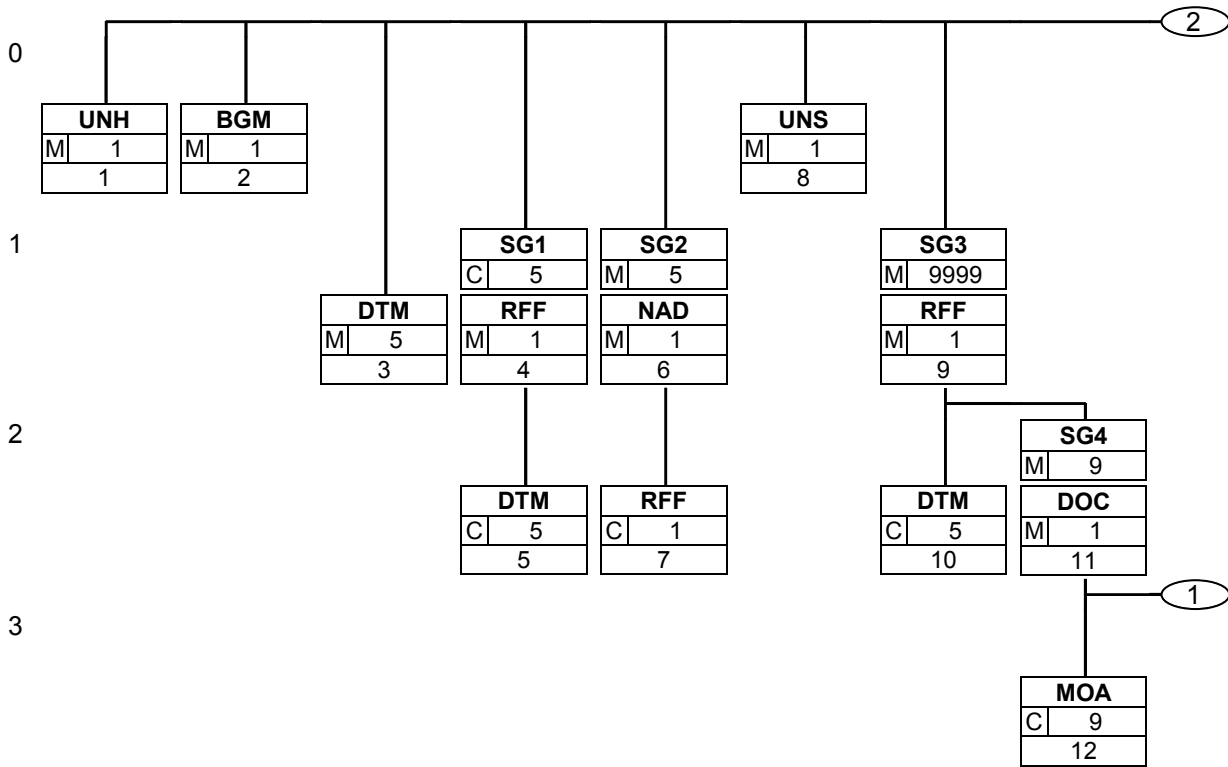 2
0
UNH BGM UNS
M 1 M 1 M 1
1 2 8
1
SG1 SG2 SG3
C 5 M 5 M 9999
DTM RFF NAD RFF
M 5 M 1 M 1 M 1
3 4 6 9
2
SG4
M 9
DTM RFF DTM DOC
C 5 C 1 C 5 M 1
5 7 10 11
1
3
MOA
C 9
12